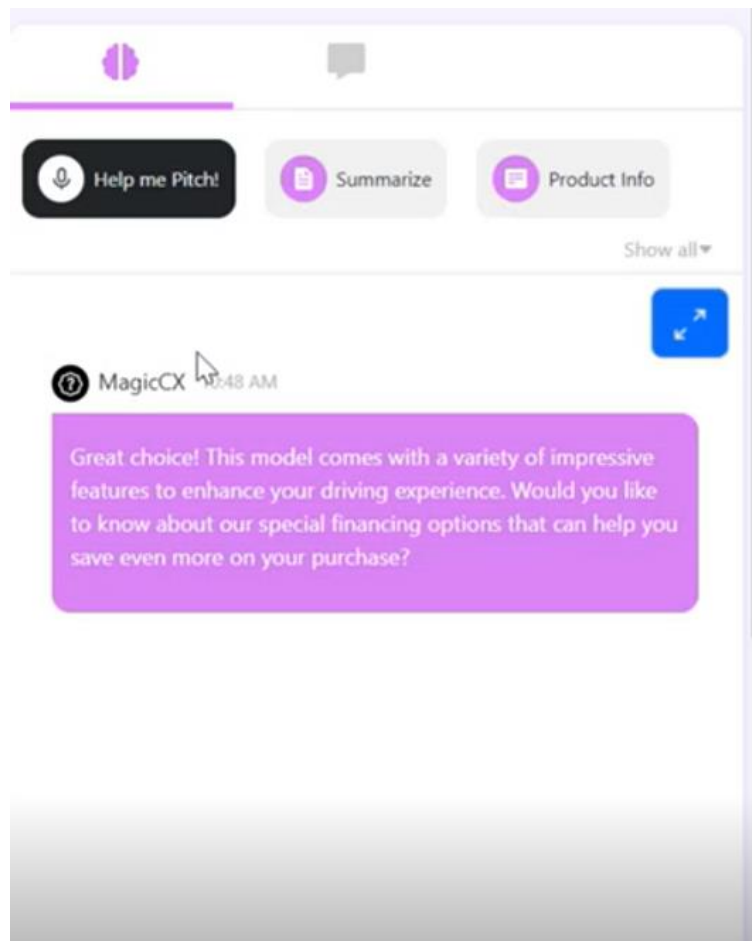 Help me Pitch!
Summarize
Product Info
Show all
MagicCX :48 AM
Great choice! This model comes with a variety of impressive
features to enhance your driving experience. Would you like
to know about our special financing options that can help you
save even more on your purchase?